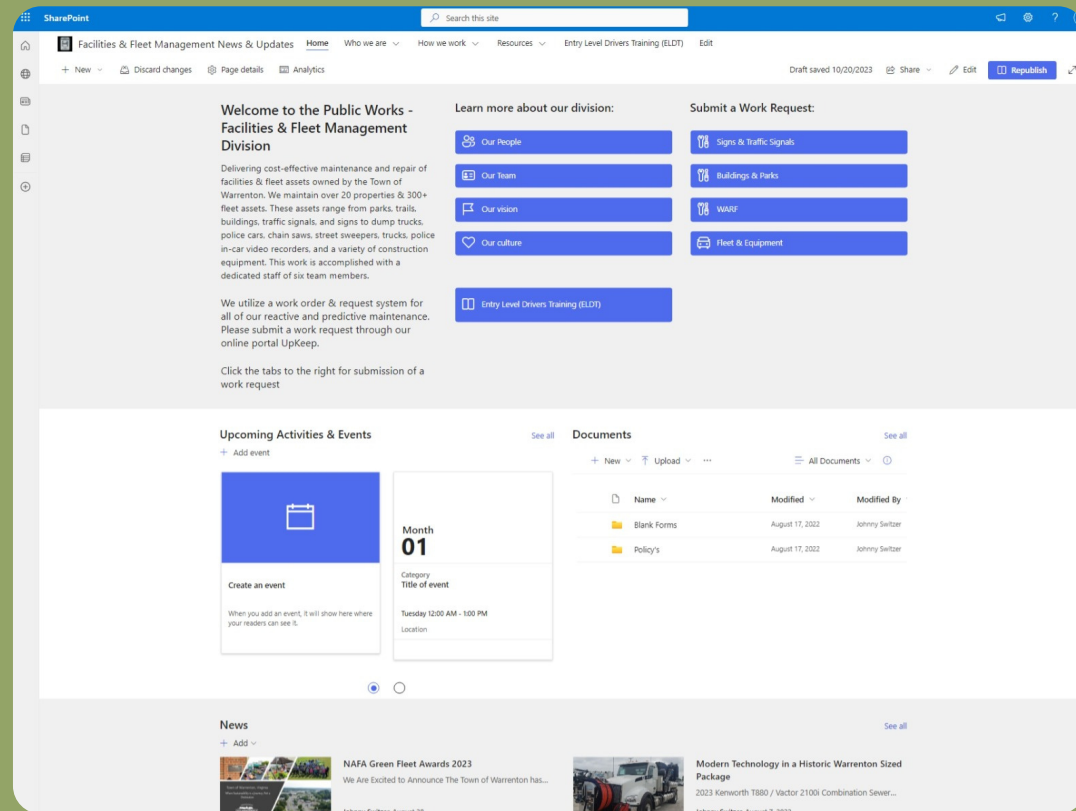 SharePoint
Search this site
?
Facilities & Fleet Management News & Updates
Home
Who we are
How we work
Resources
Entry Level Drivers Training (ELDT)
Edit
+ New
Discard changes
Page details
Analytics
Draft saved 10/20/2023
Share
Edit
Republish
Welcome to the Public Works -
Facilities & Fleet Management
Division
Delivering cost-effective maintenance and repair of
facilities & fleet assets owned by the Town of
Warrenton. We maintain over 20 properties & 300+
fleet assets. These assets range from parks, trails,
buildings, traffic signals, and signs to dump trucks,
police cars, chain saws, street sweepers, trucks, police
in-car video recorders, and a variety of construction
equipment. This work is accomplished with a
dedicated staff of six team members.
We utilize a work order & request system for
all of our reactive and predictive maintenance.
Please submit a work request through our
online portal UpKeep.
Click the tabs to the right for submission of a
work request
Learn more about our division:
Our People
Our Team
Our vision
Our culture
Entry Level Drivers Training (ELDT)
Submit a Work Request:
Signs & Traffic Signals
Buildings & Parks
WARF
Fleet & Equipment
Upcoming Activities & Events
See all
+ Add event
Create an event
When you add an event, it will show here where
your readers can see it.
Month
01
Category
Title of event
Tuesday 12:00 AM - 1:00 PM
Location
Documents
See all
+ New
Upload
...
All Documents
Name
Modified
Modified By
Blank Forms
August 17, 2022
Johnny Switzer
Policy's
August 17, 2022
Johnny Switzer
News
See all
+ Add
NAFA Green Fleet Awards 2023
We Are Excited to Announce The Town of Warrenton has...
Modern Technology in a Historic Warrenton Sized
Package
2023 Kenworth T880 / Vactor 2100i Combination Sewer...